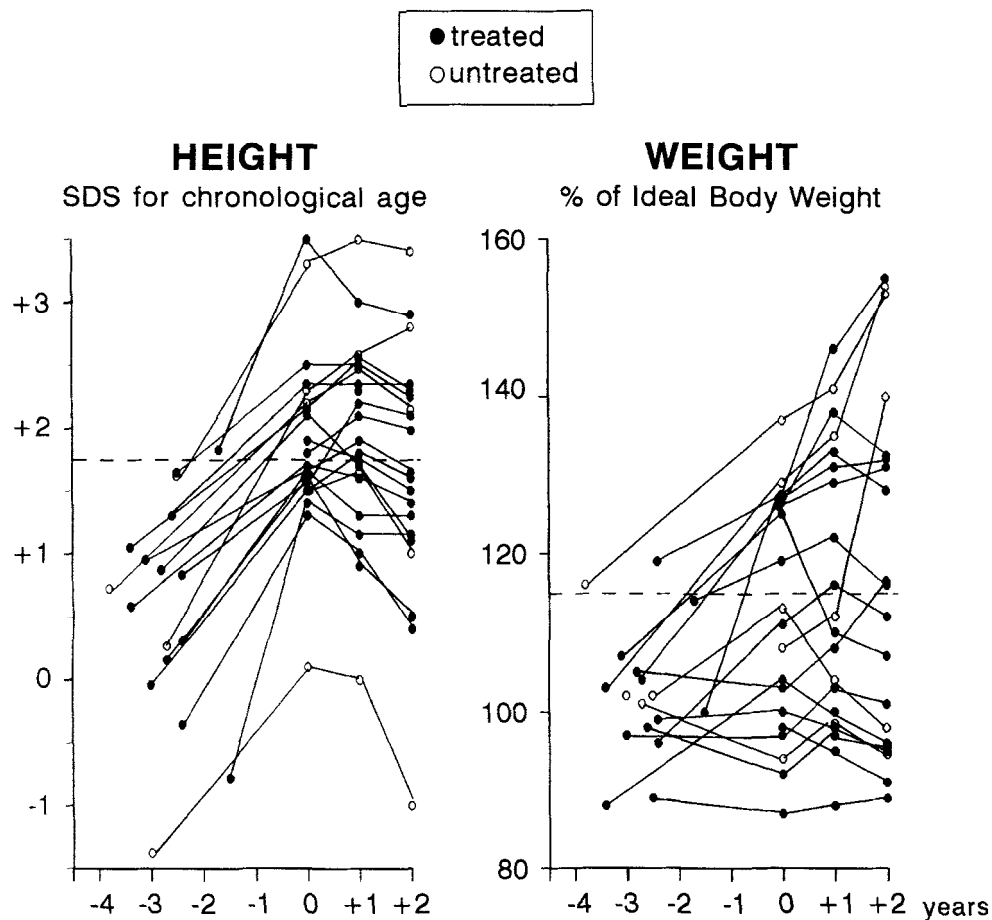 treated
untreated
HEIGHT
SDS for chronological age
+3
+2
+1
0
-1
-4 -3 -2 -1 0 +1 +2
WEIGHT
% of Ideal Body Weight
160
140
120
100
80
-4 -3 -2 -1 0 +1 +2 years